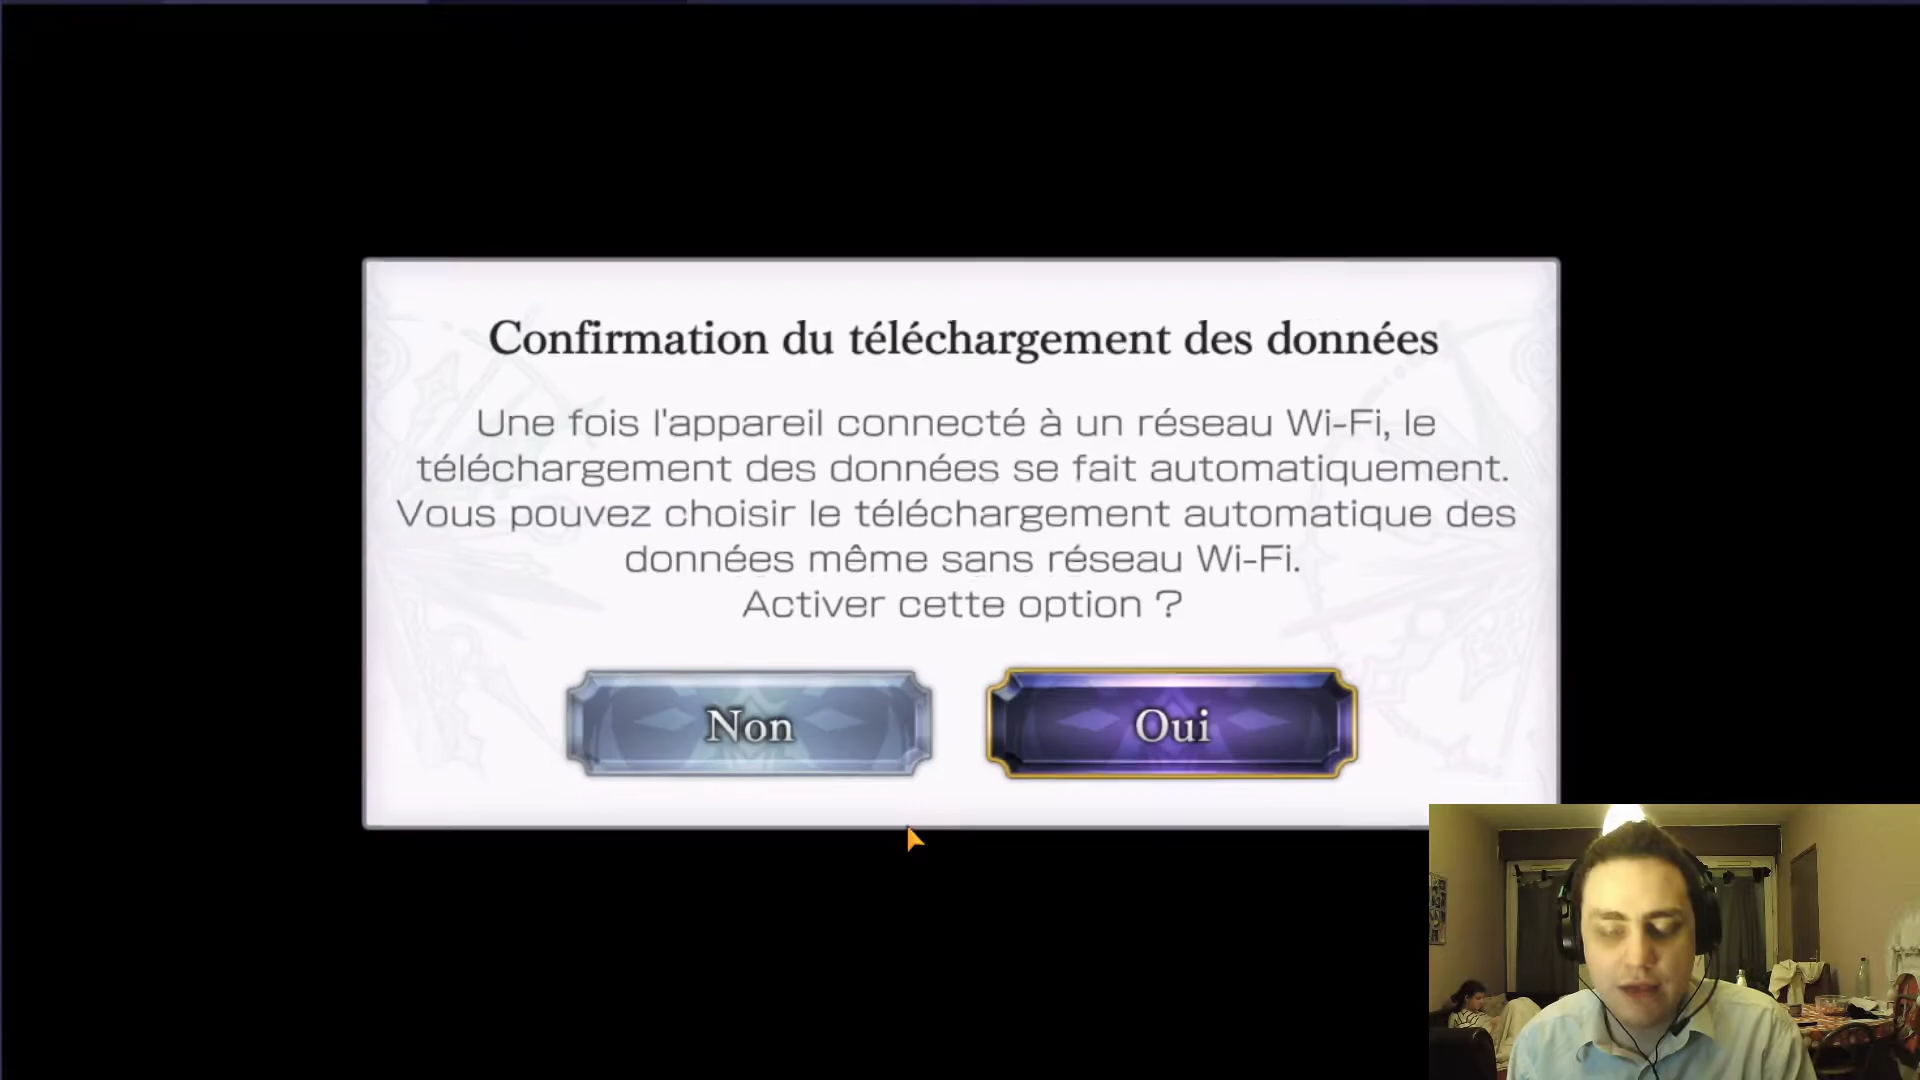 Confirmation du téléchargement des données
Une fois l'appareil connecté à un réseau Wi-Fi, le
téléchargement des données se fait automatiquement.
Vous pouvez choisir le téléchargement automatique des
données même sans réseau Wi-Fi.
Activer cette option ?
Non
Oui